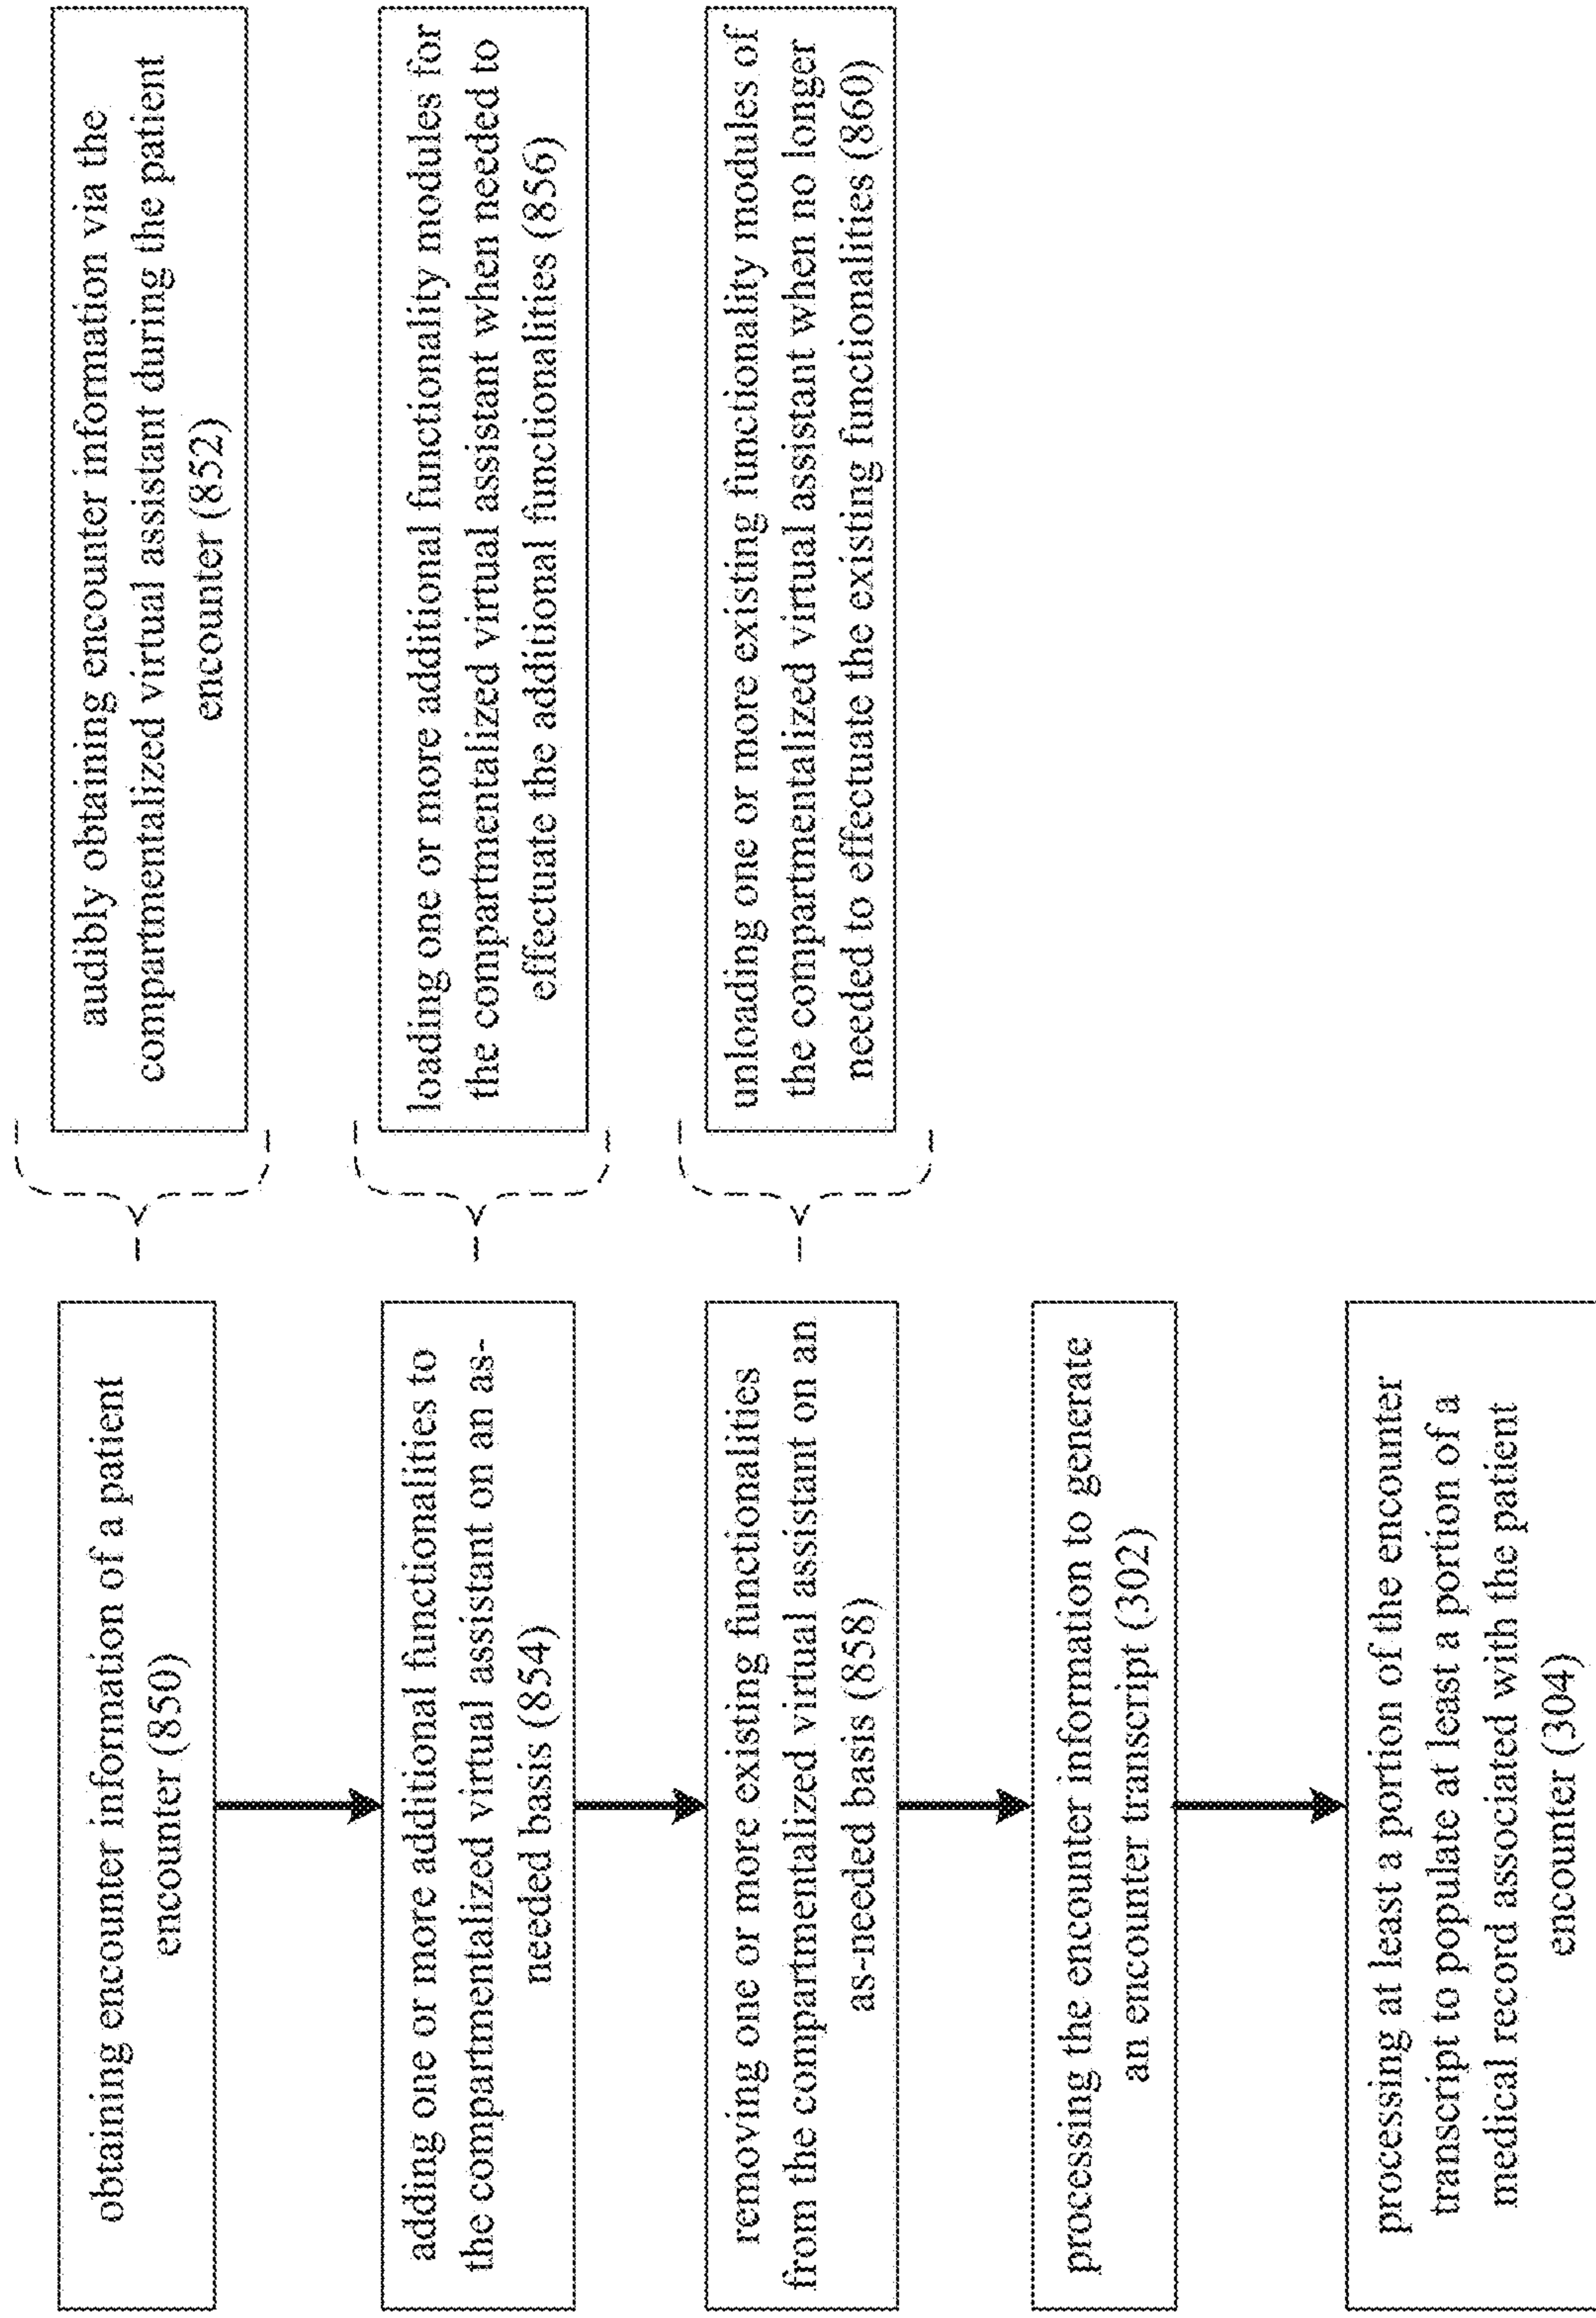 obtaining encounter information of a patient
encounter (850)
audibly obtaining encounter information via the
compartmentalized virtual assistant during the patient
encounter (852)
adding one or more additional functionalities to
the compartmentalized virtual assistant on an as-
needed basis (854)
loading one or more additional functionality modules for
the compartmentalized virtual assistant when needed to
effectuate the additional functionalities (856)
removing one or more existing functionalities
from the compartmentalized virtual assistant on an
as-needed basis (858)
unloading one or more existing functionality modules of
the compartmentalized virtual assistant when no longer
needed to effectuate the existing functionalities (860)
processing the encounter information to generate
an encounter transcript (302)
processing at least a portion of the encounter
transcript to populate at least a portion of a
medical record associated with the patient
encounter (304)